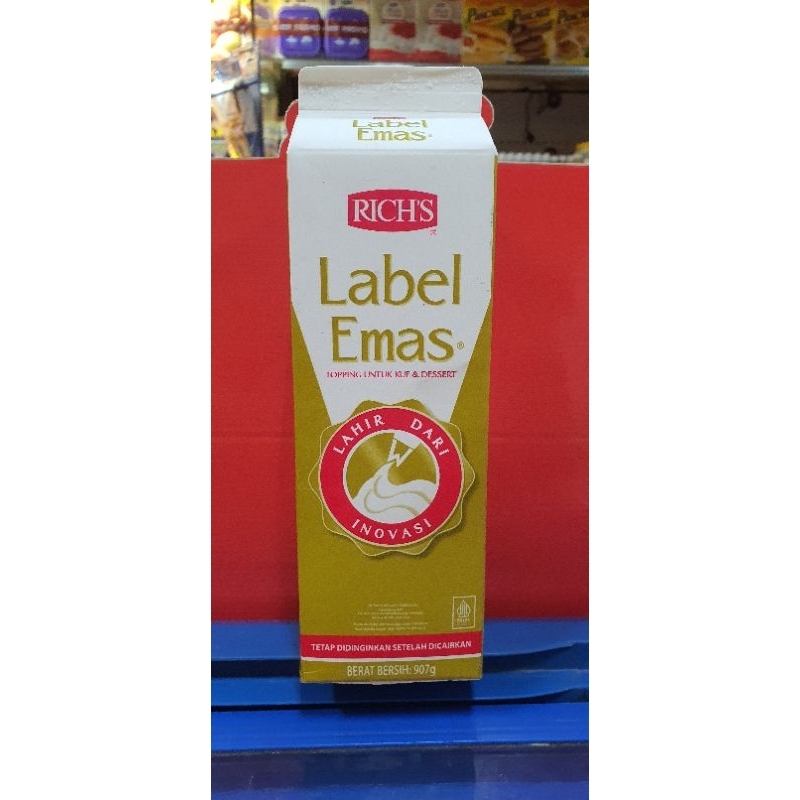 Label
Emas®
RICH'S
Label
Emas®
TOPPING UNTUK KUE & DESSERT
LAHIR DARI
INOVASI
TETAP DIDINGINKAN SETELAH DICAIRKAN
BERAT BERSIH: 907g